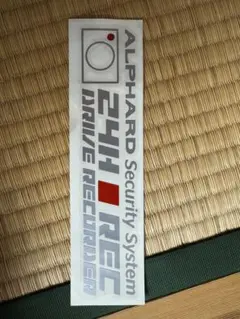 ALPHARD Security System
24H REC
DRIVE RECORDER